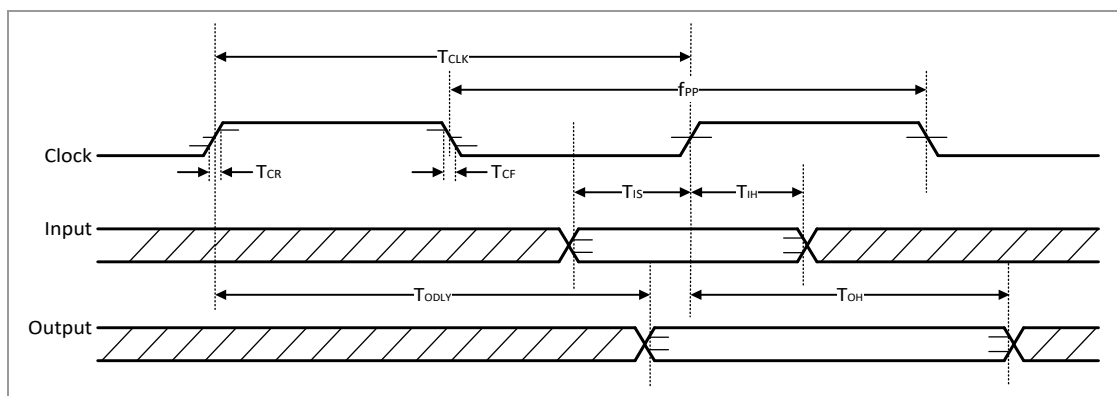 TCLK
fPP
Clock
TCR
TCF
TIS
TIH
Input
TODLY
TOH
Output